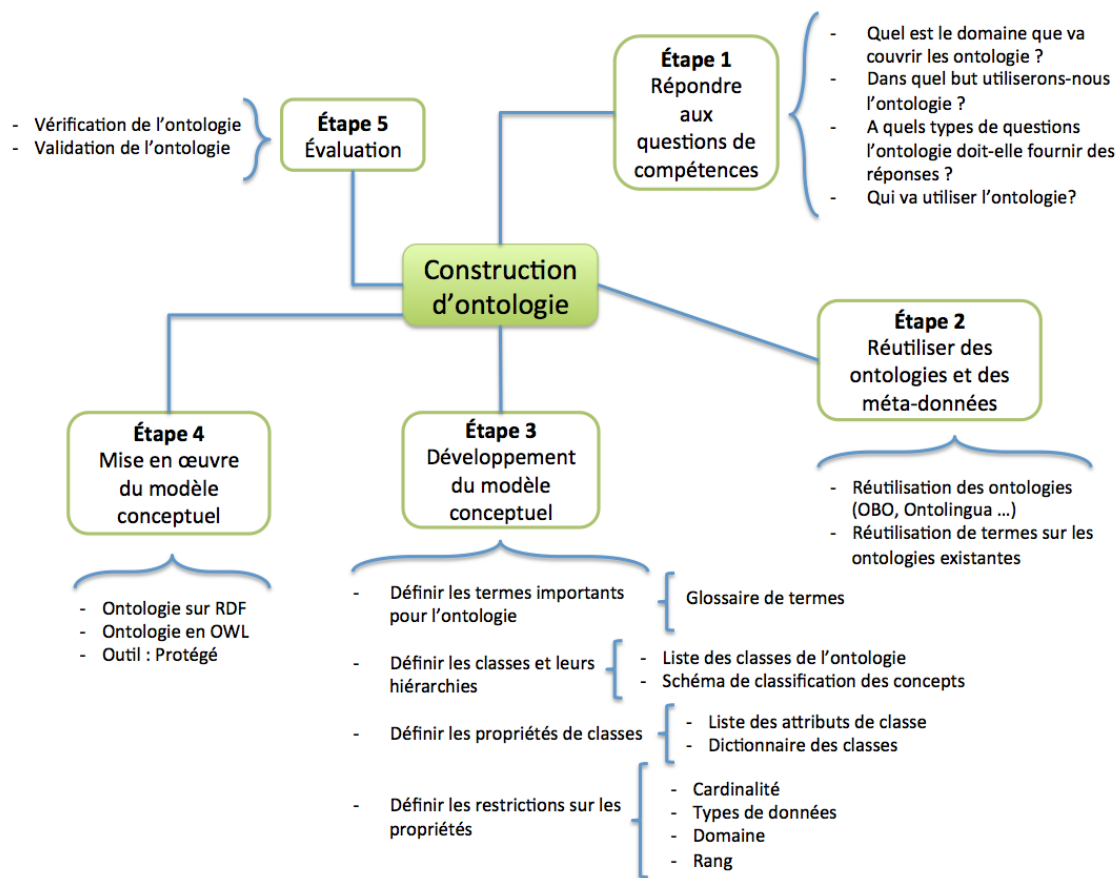 Construction
d'ontologie
Étape 1
Répondre
aux
questions de
compétences
- Quel est le domaine que va
couvrir les ontologie ?
- Dans quel but utiliserons-nous
l'ontologie ?
- A quels types de questions
l'ontologie doit-elle fournir des
réponses ?
- Qui va utiliser l'ontologie?
Étape 2
Réutiliser des
ontologies et des
méta-données
- Réutilisation des ontologies
(OBO, Ontolingua ...)
- Réutilisation de termes sur les
ontologies existantes
Étape 3
Développement
du modèle
conceptuel
- Définir les termes importants
pour l'ontologie
Glossaire de termes
- Définir les classes et leurs
hiérarchies
- Liste des classes de l'ontologie
- Schéma de classification des concepts
- Définir les propriétés de classes
- Liste des attributs de classe
- Dictionnaire des classes
- Définir les restrictions sur les
propriétés
- Cardinalité
- Types de données
- Domaine
- Rang
Étape 4
Mise en œuvre
du modèle
conceptuel
- Ontologie sur RDF
- Ontologie en OWL
- Outil : Protégé
Étape 5
Évaluation
- Vérification de l'ontologie
- Validation de l'ontologie